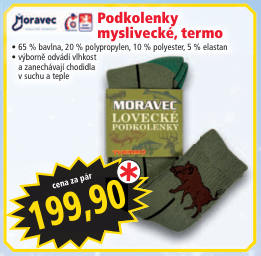 Moravec
Podkolenky
myslivecké, termo
• 65 % bavlna, 20 % polypropylen, 10 % polyester, 5 % elastan
• výborně odvádí vlhkost
a zanechávají chodidla
v suchu a teple
MORAVEC
LOVECKÉ
PODKOLENKY
cena za pár
199,90
*